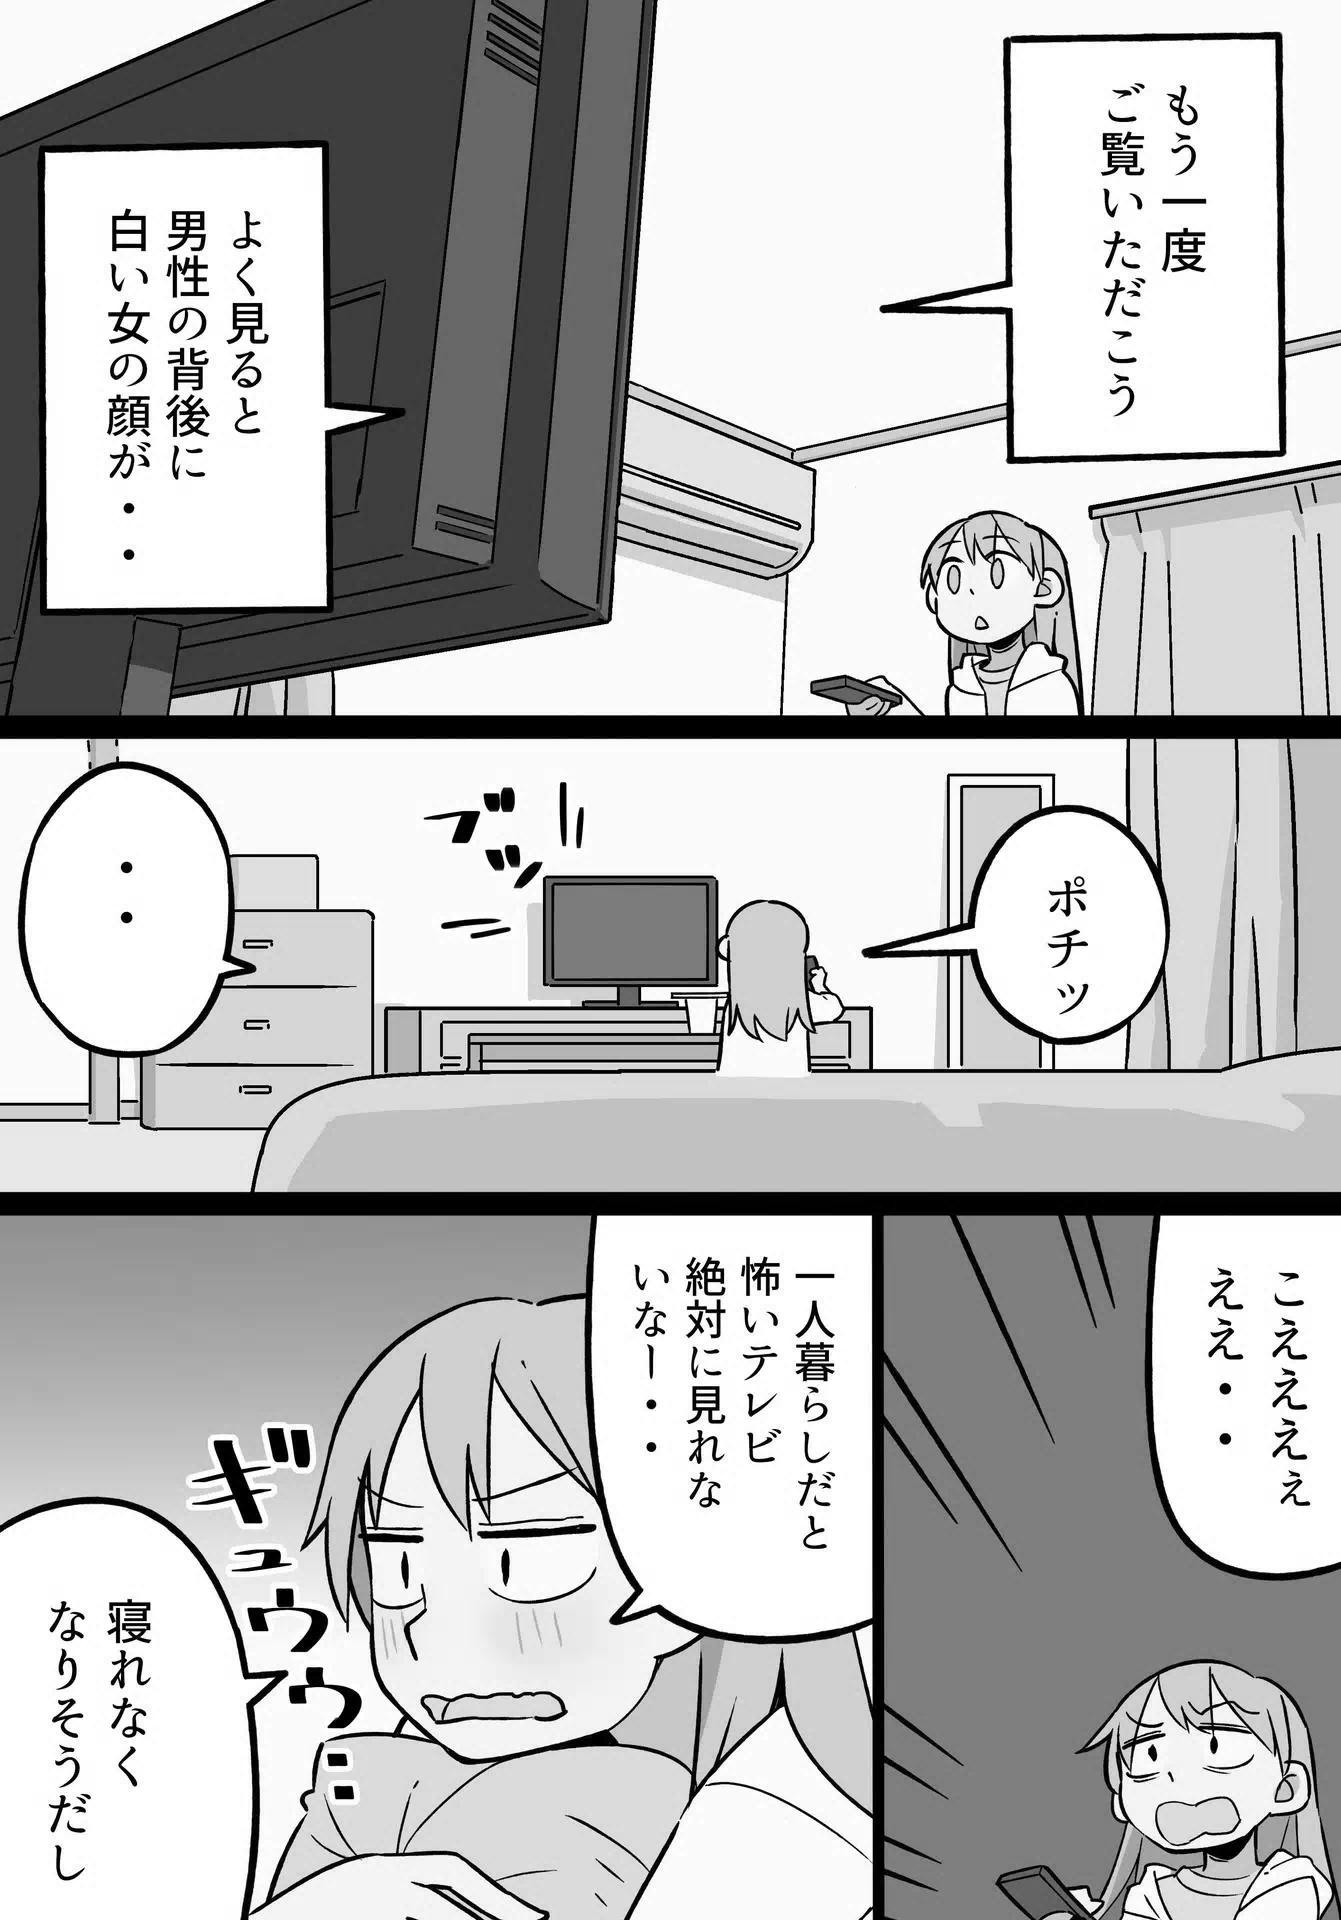 もう一度
ご覧いただこう
よく見ると
男性の背後に
白い女の顔が・・・
ポチッ
ブヅッ
・・
こえええぇ
ええ・・
一人暮らしだと
怖いテレビ
絶対に見れな
いなー・・
ギュウウ・・・
寝れなく
なりそうだし